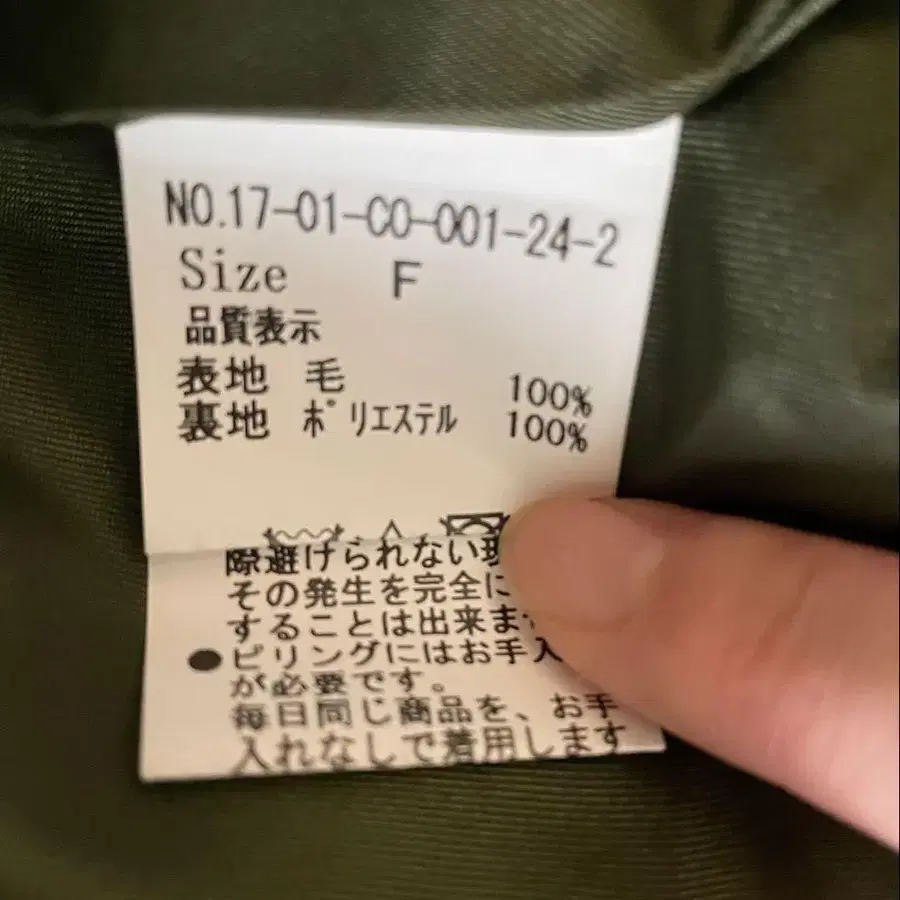 NO.17-01-CO-001-24-2
Size F
品質表示
表地 毛 100%
裏地 ポリエステル 100%
際避けられない現
その発生を完全に
することは出来ませ
●ピリングにはお手入
が必要です。
毎日同じ商品を、お手
入れなしで着用します